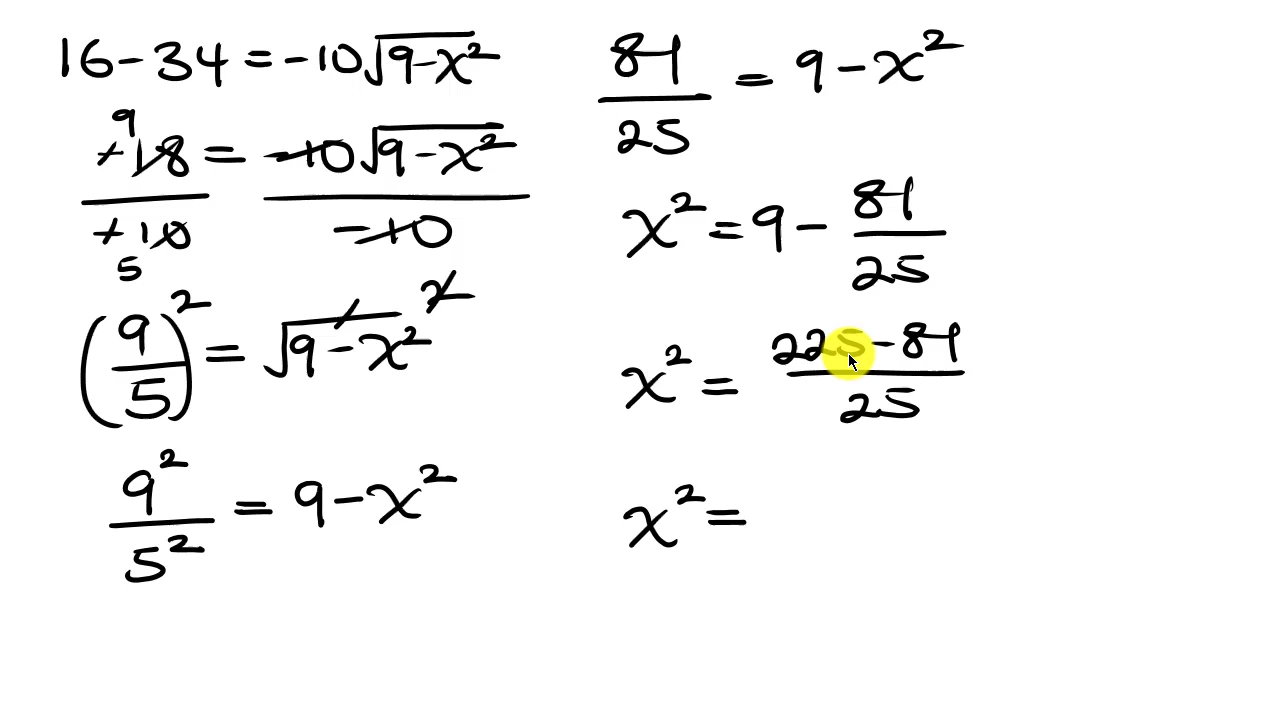 16-34 = -10√(9-x²)
9
+18 = -10√(9-x²)
+10   -10
5
(9/5)² = √(9-x²)²
9²/5² = 9-x²
81/25 = 9-x²
x² = 9 - 81/25
x² = (225-81)/25
x² =